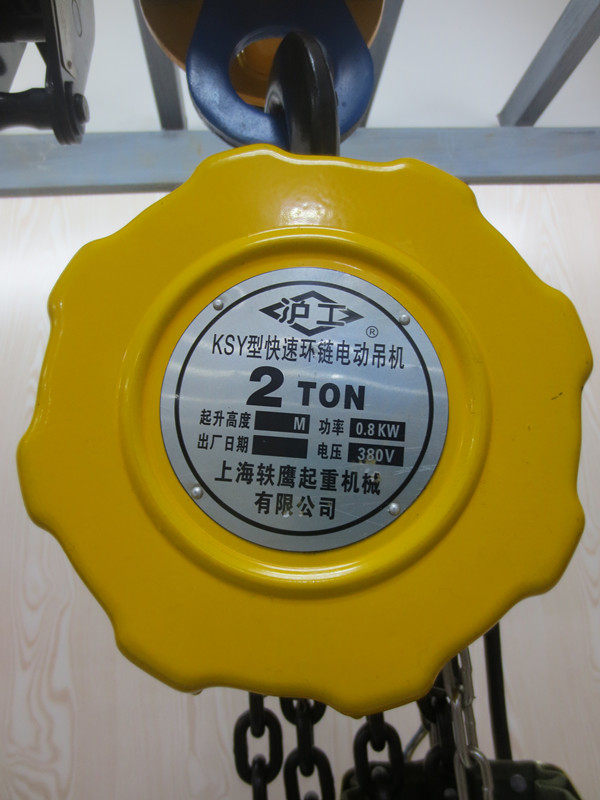 沪工
®
KSY型快速环链电动吊机
2 TON
起升高度 M 功率 0.8KW
出厂日期 电压 380V
上海轶鹰起重机械
有限公司